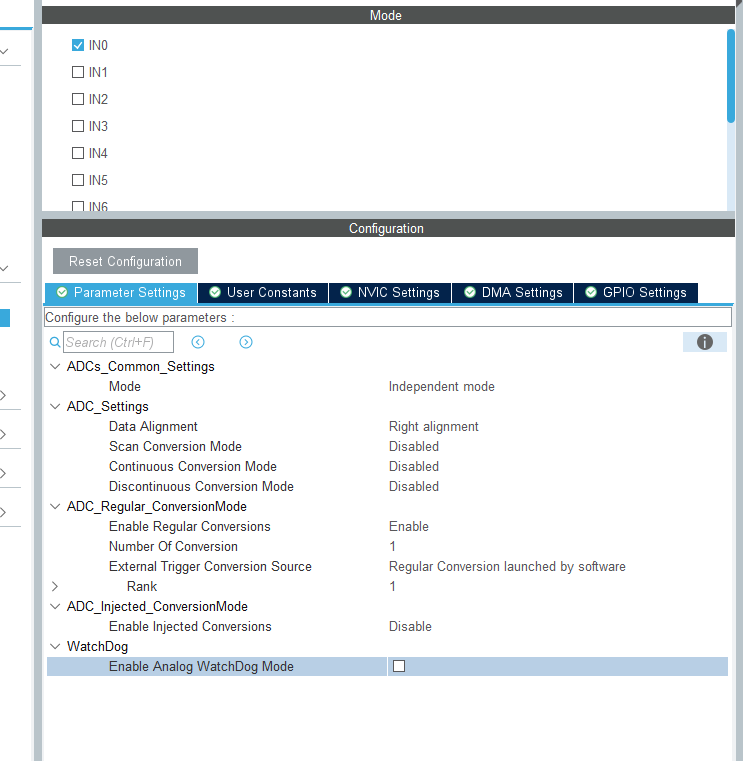 Mode
IN0
IN1
IN2
IN3
IN4
IN5
IN6
Configuration
Reset Configuration
Parameter Settings User Constants NVIC Settings DMA Settings GPIO Settings
Configure the below parameters :
Search (Ctrl+F)
ADCs_Common_Settings
Mode Independent mode
ADC_Settings
Data Alignment Right alignment
Scan Conversion Mode Disabled
Continuous Conversion Mode Disabled
Discontinuous Conversion Mode Disabled
ADC_Regular_ConversionMode
Enable Regular Conversions Enable
Number Of Conversion 1
External Trigger Conversion Source Regular Conversion launched by software
Rank 1
ADC_Injected_ConversionMode
Enable Injected Conversions Disable
WatchDog
Enable Analog WatchDog Mode